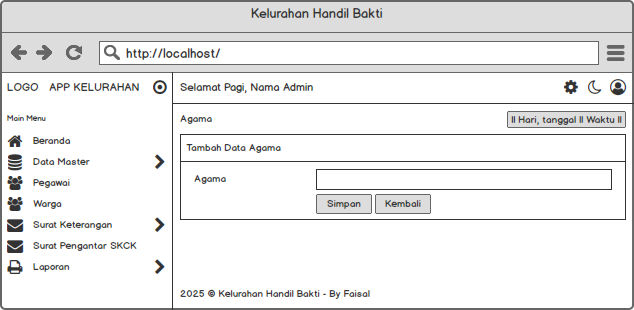 Kelurahan Handil Bakti
http://localhost/
LOGO APP KELURAHAN
Selamat Pagi, Nama Admin
Main Menu
Beranda
Data Master
Pegawai
Warga
Surat Keterangan
Surat Pengantar SKCK
Laporan
Agama
|| Hari, tanggal || Waktu ||
Tambah Data Agama
Agama
Simpan Kembali
2025 © Kelurahan Handil Bakti - By Faisal